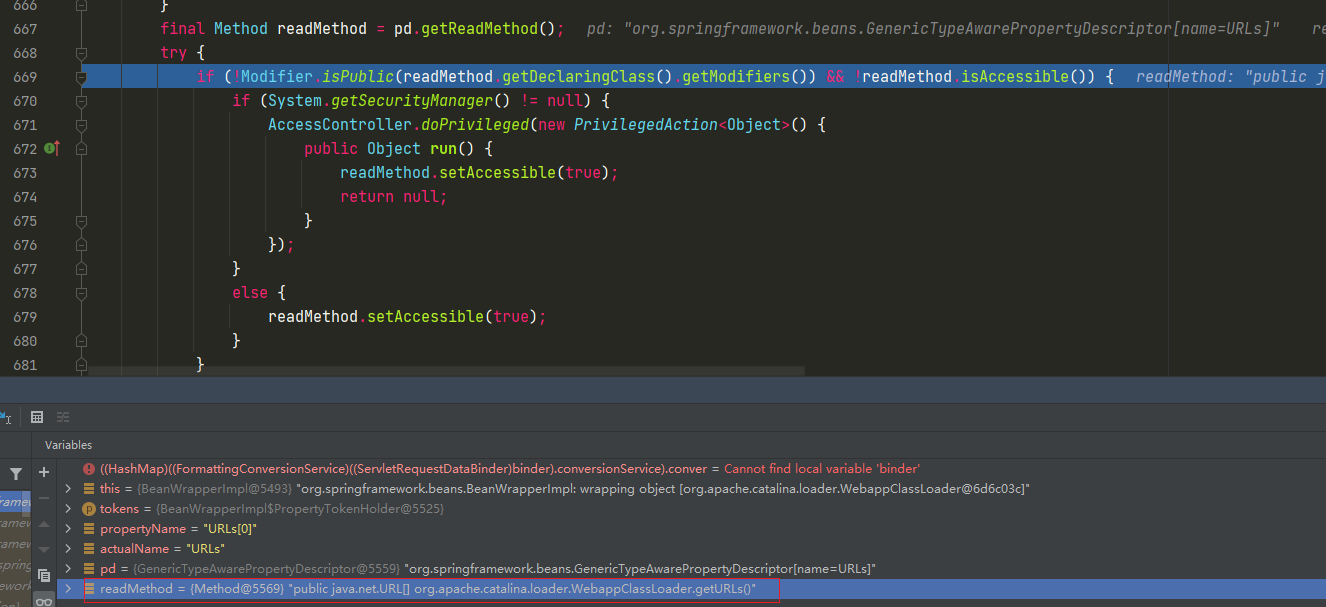 666 }
667 final Method readMethod = pd.getReadMethod(); pd: "org.springframework.beans.GenericTypeAwarePropertyDescriptor[name=URLs]" re
668 try {
669 if (!Modifier.isPublic(readMethod.getDeclaringClass().getModifiers()) && !readMethod.isAccessible()) { readMethod: "public j
670 if (System.getSecurityManager() != null) {
671 AccessController.doPrivileged(new PrivilegedAction<Object>() {
672 public Object run() {
673 readMethod.setAccessible(true);
674 return null;
675 }
676 });
677 }
678 else {
679 readMethod.setAccessible(true);
680 }
681 }
Variables
((HashMap)((FormattingConversionService)((ServletRequestDataBinder)binder).conversionService).conver = Cannot find local variable 'binder'
this = {BeanWrapperImpl@5493} "org.springframework.beans.BeanWrapperImpl: wrapping object [org.apache.catalina.loader.WebappClassLoader@6d6c03c]"
tokens = {BeanWrapperImpl$PropertyTokenHolder@5525}
propertyName = "URLs[0]"
actualName = "URLs"
pd = {GenericTypeAwarePropertyDescriptor@5559} "org.springframework.beans.GenericTypeAwarePropertyDescriptor[name=URLs]"
readMethod = {Method@5569} "public java.net.URL[] org.apache.catalina.loader.WebappClassLoader.getURLs()"